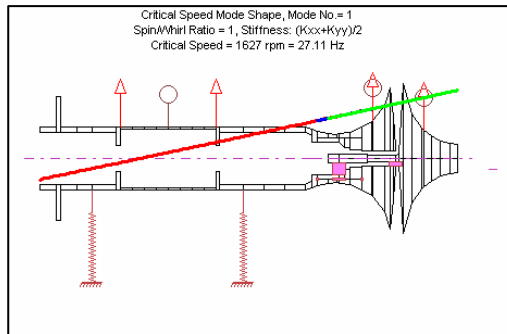 Critical Speed Mode Shape, Mode No.= 1
Spin/Whirl Ratio = 1, Stiffness: (Kxx+Kyy)/2
Critical Speed = 1627 rpm = 27.11 Hz